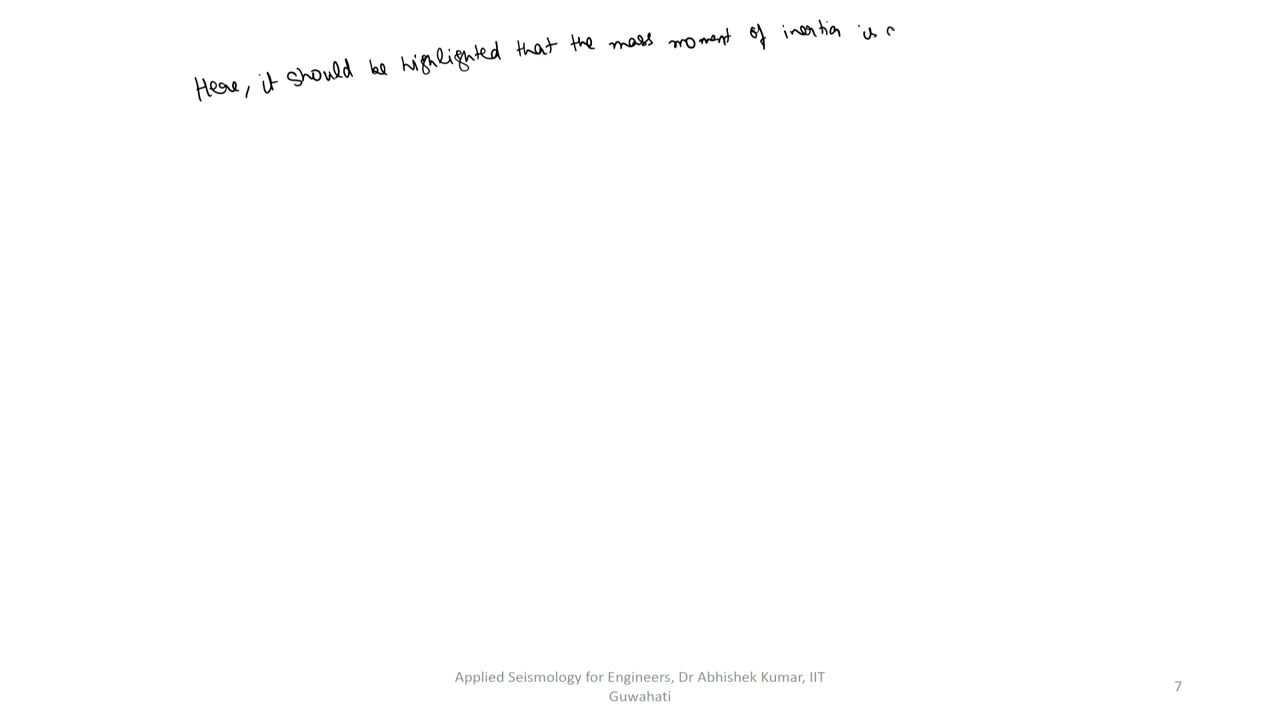 Here, it should be highlighted that the mass moment of inertia is
Applied Seismology for Engineers, Dr Abhishek Kumar, IIT
Guwahati
7